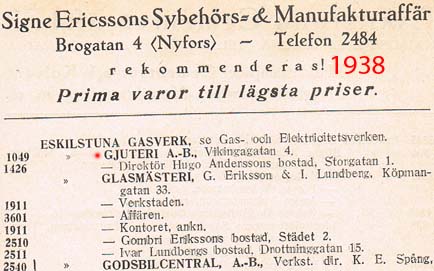 Signe Ericssons Sybehörs- & Manufakturaffär
Brogatan 4 (Nyfors) — Telefon 2484
rekommenderas! 1938
Prima varor till lägsta priser.
ESKILSTUNA GASVERK, se Gas- och Elektricitetsverken.
1049 » GJUTERI A.-B., Vikingagatan 4.
1426 — Direktör Hugo Anderssons bostad, Storgatan 1.
» GLASMÄSTERI, G. Eriksson & I. Lundberg, Köpman-
gatan 33.
1911 — Verkstaden.
3601 — Affären.
1911 — Kontoret, ankn.
2510 — Gombri Erikssons bostad, Städet 2.
2511 — Ivar Lundbergs bostad, Drottninggatan 15.
2540 » GODSBILCENTRAL, A.-B., Verkst. dir. K. E. Spång,